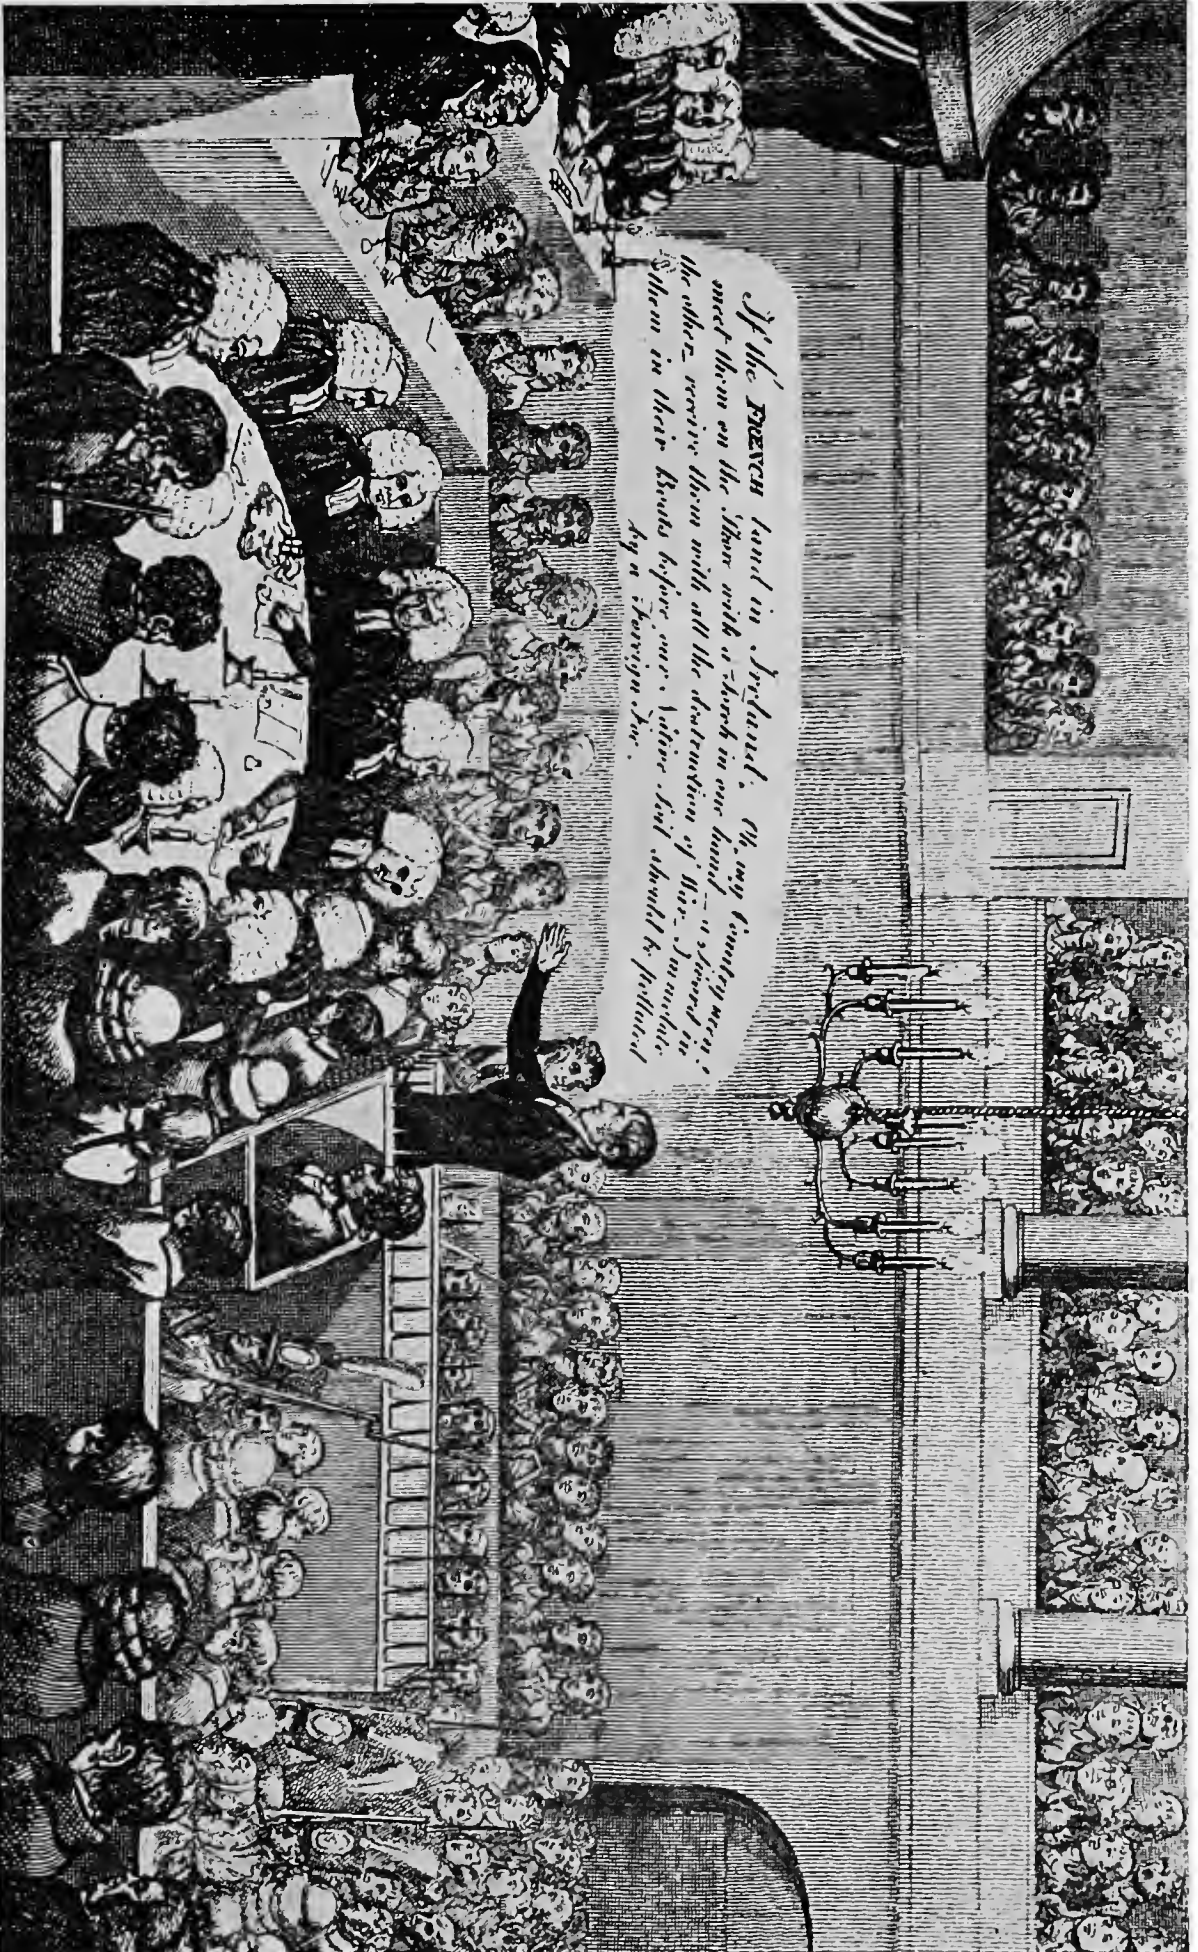 If the FRENCH land in Ireland. Oh, my Countrymen!
meet them on the Shore with a torch in one hand – a sword in
the other – receive them with all the destruction of War – Immolate
them in their Boats before our Native Soil should be polluted
by a Foreign Foe.